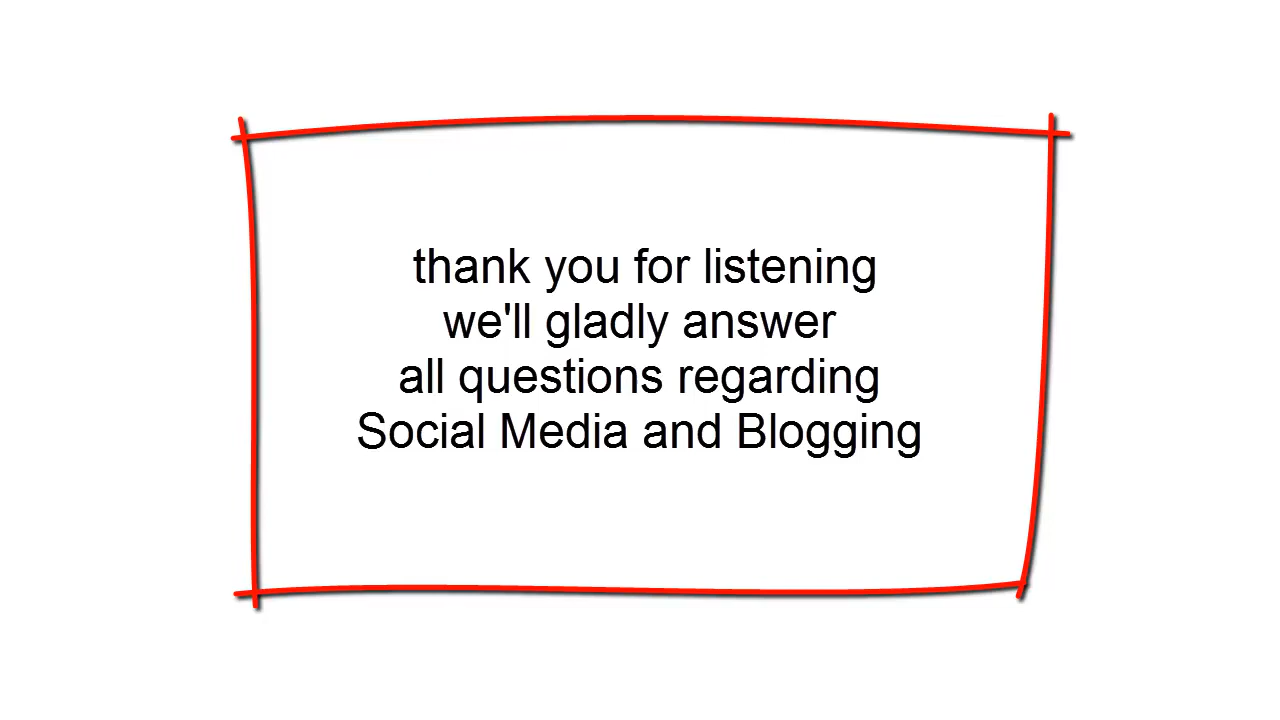 thank you for listening
we'll gladly answer
all questions regarding
Social Media and Blogging